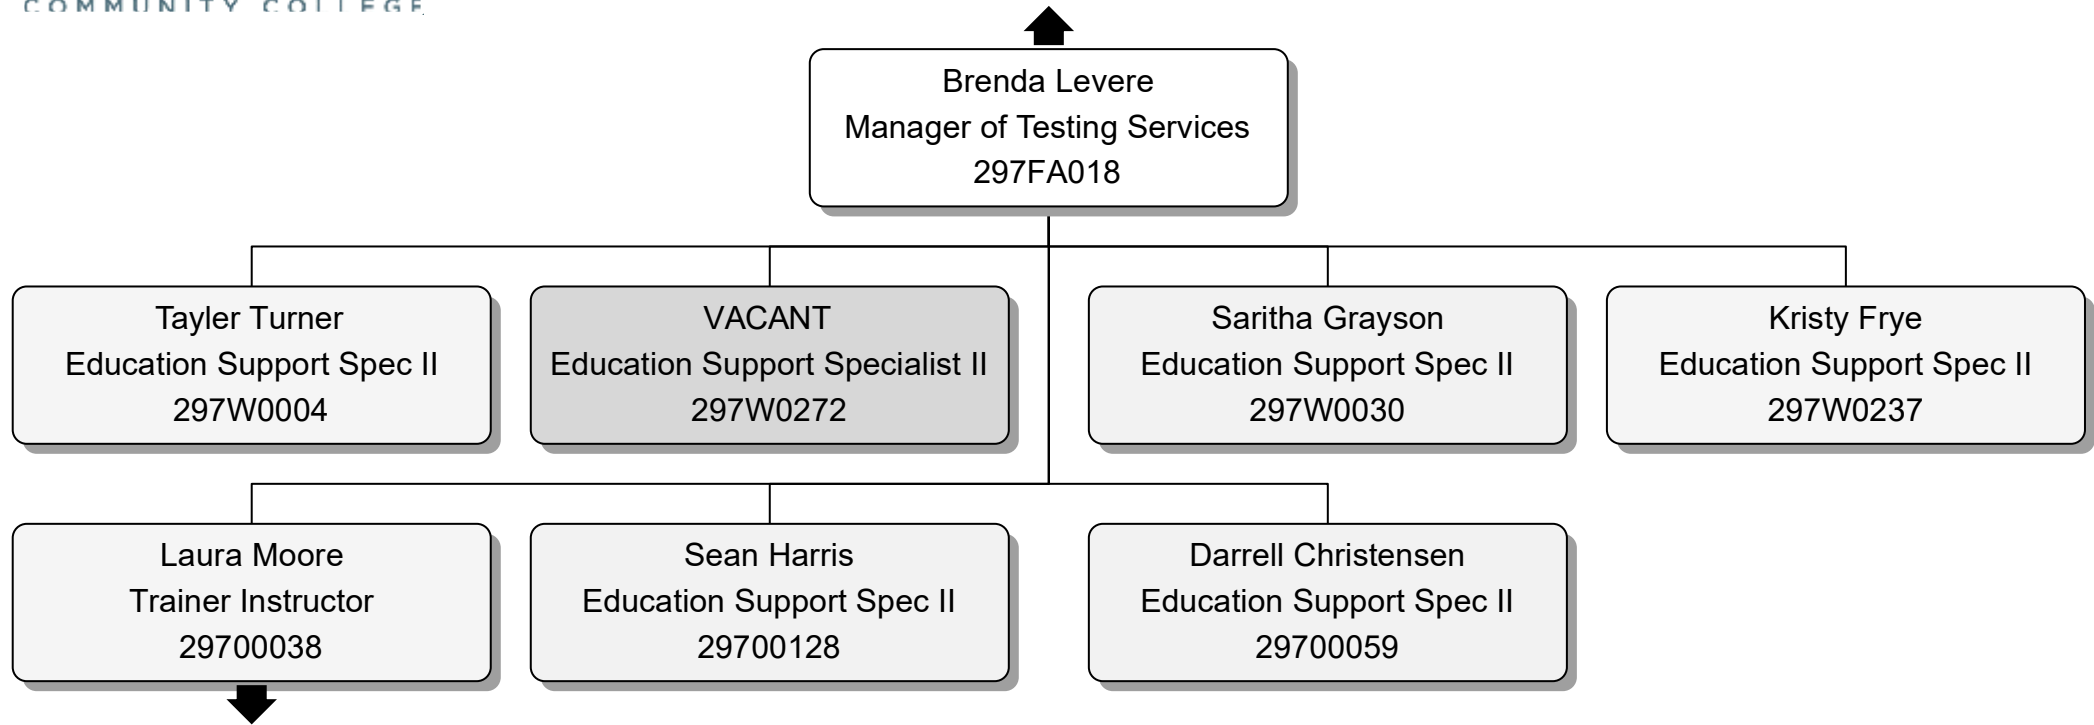 COMMUNITY COLLEGE
Brenda Levere
Manager of Testing Services
297FA018
Tayler Turner
Education Support Spec II
297W0004
VACANT
Education Support Specialist II
297W0272
Saritha Grayson
Education Support Spec II
297W0030
Kristy Frye
Education Support Spec II
297W0237
Laura Moore
Trainer Instructor
29700038
Sean Harris
Education Support Spec II
29700128
Darrell Christensen
Education Support Spec II
29700059